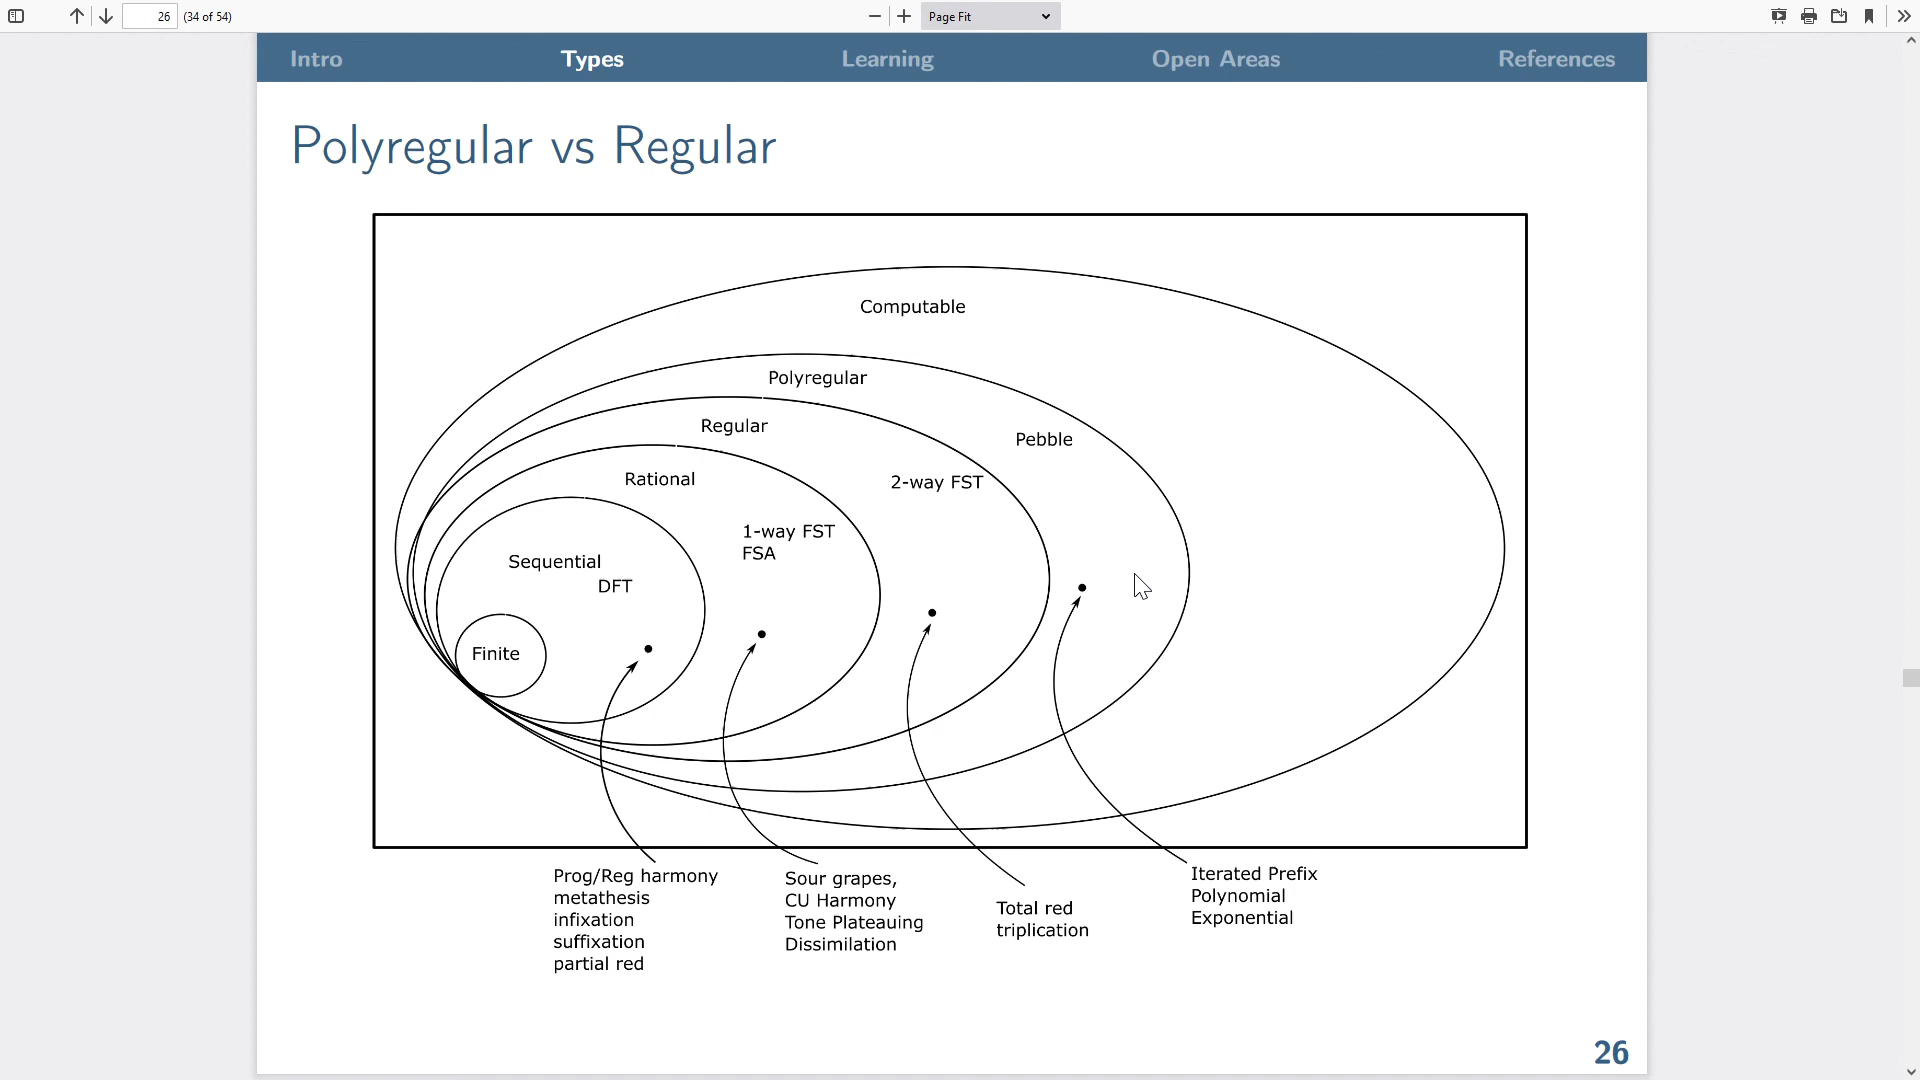 26 (34 of 54) Page Fit
Intro Types Learning Open Areas References
Polyregular vs Regular
Computable
Polyregular
Regular
Pebble
Rational
2-way FST
1-way FST
FSA
Sequential
DFT
Finite
Prog/Reg harmony
metathesis
infixation
suffixation
partial red
Sour grapes,
CU Harmony
Tone Plateauing
Dissimilation
Total red
triplication
Iterated Prefix
Polynomial
Exponential
26